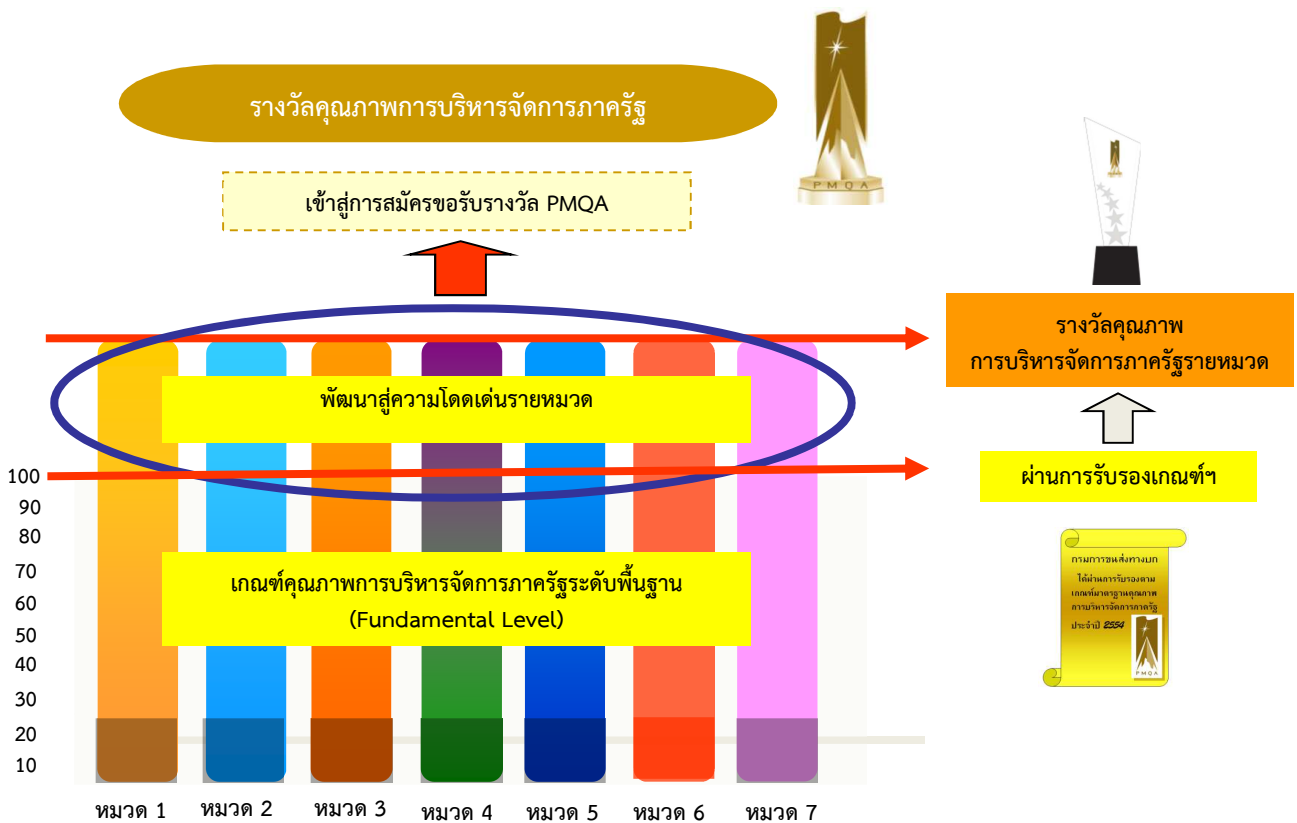 รางวัลคุณภาพการบริหารจัดการภาครัฐ
PMQA
เข้าสู่การสมัครขอรับรางวัล PMQA
รางวัลคุณภาพ
การบริหารจัดการภาครัฐรายหมวด
พัฒนาสู่ความโดดเด่นรายหมวด
ผ่านการรับรองเกณฑ์ฯ
100
90
80
70
60
50
40
30
20
10
เกณฑ์คุณภาพการบริหารจัดการภาครัฐระดับพื้นฐาน
(Fundamental Level)
กรมการขนส่งทางบก
ได้ผ่านการรับรองตาม
เกณฑ์มาตรฐานคุณภาพ
การบริหารจัดการภาครัฐ
ประจำปี 2554
PMQA
หมวด 1
หมวด 2
หมวด 3
หมวด 4
หมวด 5
หมวด 6
หมวด 7